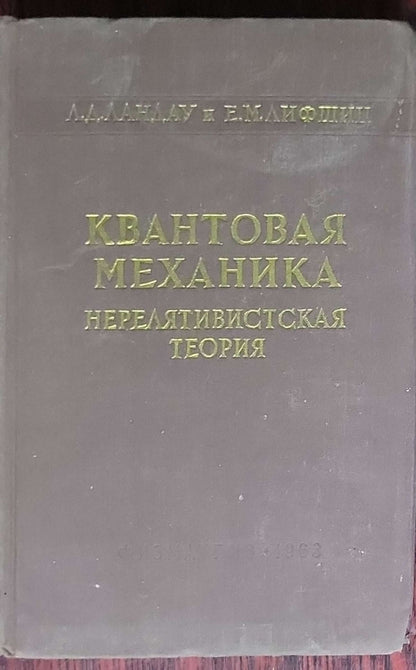 Л.Д.ЛАНДАУ и Е.М.ЛИФШИЦ
КВАНТОВАЯ
МЕХАНИКА
НЕРЕЛЯТИВИСТСКАЯ
ТЕОРИЯ
1963